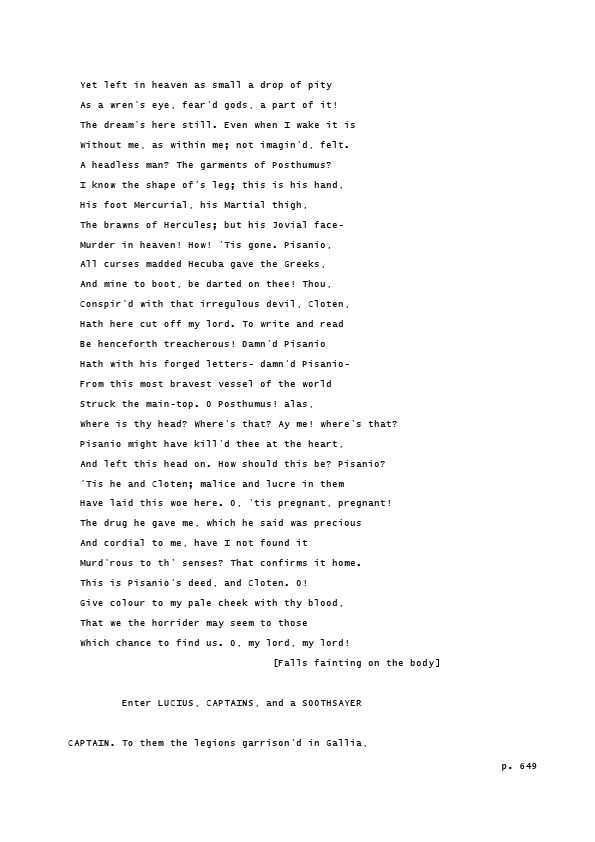 Yet left in heaven as small a drop of pity
As a wren's eye, fear'd gods, a part of it!
The dream's here still. Even when I wake it is
Without me, as within me; not imagin'd, felt.
A headless man? The garments of Posthumus?
I know the shape of's leg; this is his hand,
His foot Mercurial, his Martial thigh,
The brawns of Hercules; but his Jovial face-
Murder in heaven! How! 'Tis gone. Pisanio,
All curses madded Hecuba gave the Greeks,
And mine to boot, be darted on thee! Thou,
Conspir'd with that irregulous devil, Cloten,
Hath here cut off my lord. To write and read
Be henceforth treacherous! Damn'd Pisanio
Hath with his forged letters- damn'd Pisanio-
From this most bravest vessel of the world
Struck the main-top. O Posthumus! alas,
Where is thy head? Where's that? Ay me! where's that?
Pisanio might have kill'd thee at the heart,
And left this head on. How should this be? Pisanio?
'Tis he and Cloten; malice and lucre in them
Have laid this woe here. O, 'tis pregnant, pregnant!
The drug he gave me, which he said was precious
And cordial to me, have I not found it
Murd'rous to th' senses? That confirms it home.
This is Pisanio's deed, and Cloten. O!
Give colour to my pale cheek with thy blood,
That we the horrider may seem to those
Which chance to find us. O, my lord, my lord!
[Falls fainting on the body]
Enter LUCIUS, CAPTAINS, and a SOOTHSAYER
CAPTAIN. To them the legions garrison'd in Gallia,
p. 649